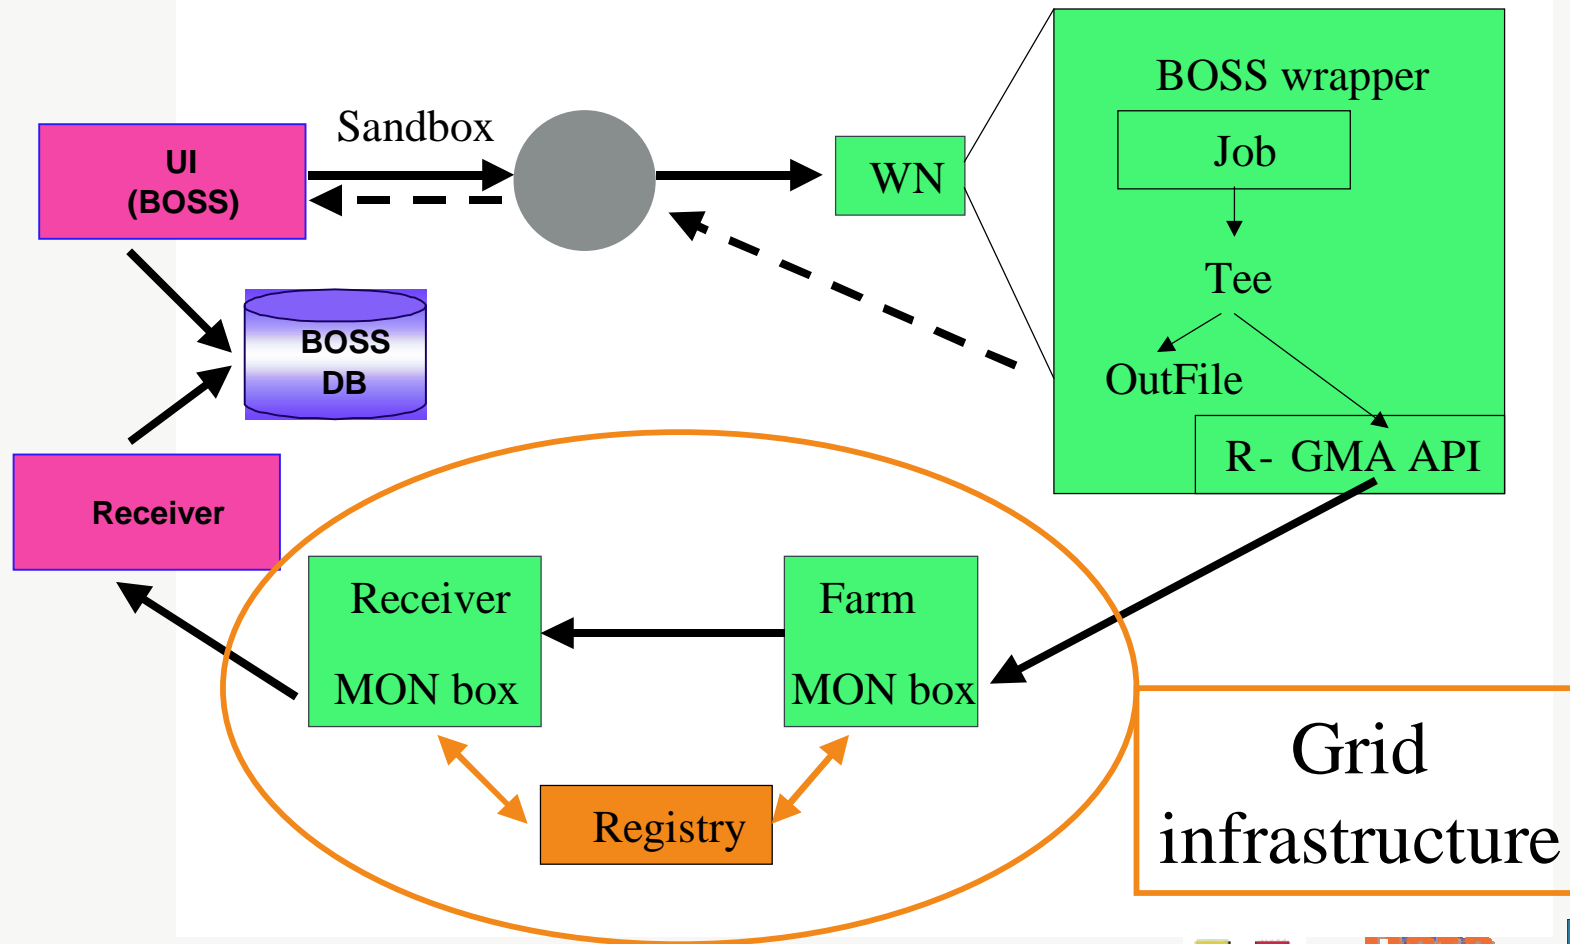 BOSS wrapper
Sandbox
Job
UI
(BOSS)
WN
Tee
BOSS
DB
OutFile
R- GMA API
Receiver
Receiver
MON box
Farm
MON box
Registry
Grid
infrastructure